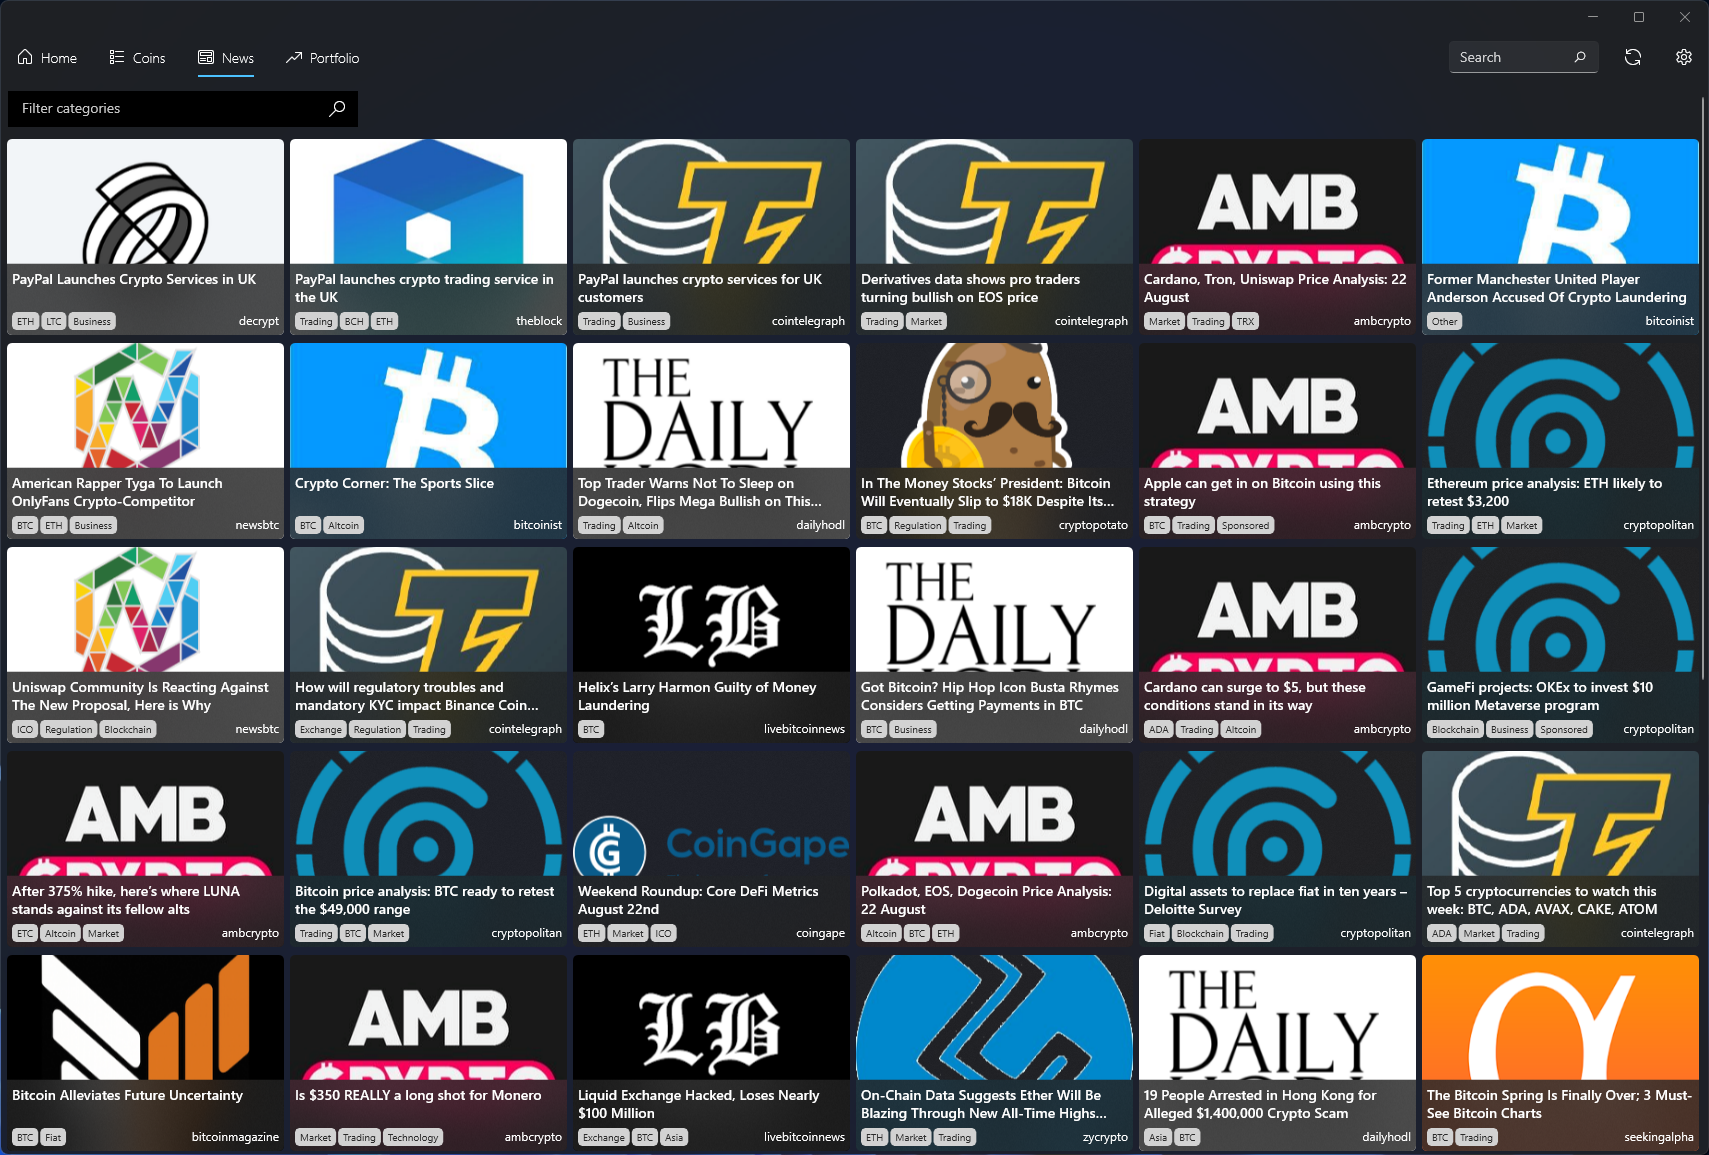 Home
Coins
News
Portfolio
Search
Filter categories
PayPal Launches Crypto Services in UK
ETH LTC Business decrypt
PayPal launches crypto trading service in
the UK
Trading BCH ETH theblock
PayPal launches crypto services for UK
customers
Trading Business cointelegraph
Derivatives data shows pro traders
turning bullish on EOS price
Trading Market cointelegraph
AMB
CRYPTO
Cardano, Tron, Uniswap Price Analysis: 22
August
Market Trading TRX ambcrypto
Former Manchester United Player
Anderson Accused Of Crypto Laundering
Other bitcoinist
American Rapper Tyga To Launch
OnlyFans Crypto-Competitor
BTC ETH Business newsbtc
Crypto Corner: The Sports Slice
BTC Altcoin bitcoinist
THE
DAILY
HODL
Top Trader Warns Not To Sleep on
Dogecoin, Flips Mega Bullish on This...
Trading Altcoin dailyhodl
In The Money Stocks’ President: Bitcoin
Will Eventually Slip to $18K Despite Its...
BTC Regulation Trading cryptopotato
AMB
CRYPTO
Apple can get in on Bitcoin using this
strategy
BTC Trading Sponsored ambcrypto
Ethereum price analysis: ETH likely to
retest $3,200
Trading ETH Market cryptopolitan
Uniswap Community Is Reacting Against
The New Proposal, Here is Why
ICO Regulation Blockchain newsbtc
How will regulatory troubles and
mandatory KYC impact Binance Coin...
Exchange Regulation Trading cointelegraph
LB
Helix’s Larry Harmon Guilty of Money
Laundering
BTC livebitcoinnews
THE
DAILY
HODL
Got Bitcoin? Hip Hop Icon Busta Rhymes
Considers Getting Payments in BTC
BTC Business dailyhodl
AMB
CRYPTO
Cardano can surge to $5, but these
conditions stand in its way
ADA Trading Altcoin ambcrypto
GameFi projects: OKEx to invest $10
million Metaverse program
Blockchain Business Sponsored cryptopolitan
AMB
CRYPTO
After 375% hike, here’s where LUNA
stands against its fellow alts
ETC Altcoin Market ambcrypto
Bitcoin price analysis: BTC ready to retest
the $49,000 range
Trading BTC Market cryptopolitan
CoinGape
Weekend Roundup: Core DeFi Metrics
August 22nd
ETH Market ICO coingape
AMB
CRYPTO
Polkadot, EOS, Dogecoin Price Analysis:
22 August
Altcoin BTC ETH ambcrypto
Digital assets to replace fiat in ten years –
Deloitte Survey
Fiat Blockchain Trading cryptopolitan
Top 5 cryptocurrencies to watch this
week: BTC, ADA, AVAX, CAKE, ATOM
ADA Market Trading cointelegraph
Bitcoin Alleviates Future Uncertainty
BTC Fiat bitcoinmagazine
AMB
CRYPTO
Is $350 REALLY a long shot for Monero
Market Trading Technology ambcrypto
LB
Liquid Exchange Hacked, Loses Nearly
$100 Million
Exchange BTC Asia livebitcoinnews
On-Chain Data Suggests Ether Will Be
Blazing Through New All-Time Highs...
ETH Market Trading zycrypto
THE
DAILY
HODL
19 People Arrested in Hong Kong for
Alleged $1,400,000 Crypto Scam
Asia BTC dailyhodl
The Bitcoin Spring Is Finally Over; 3 Must-
See Bitcoin Charts
BTC Trading seekingalpha